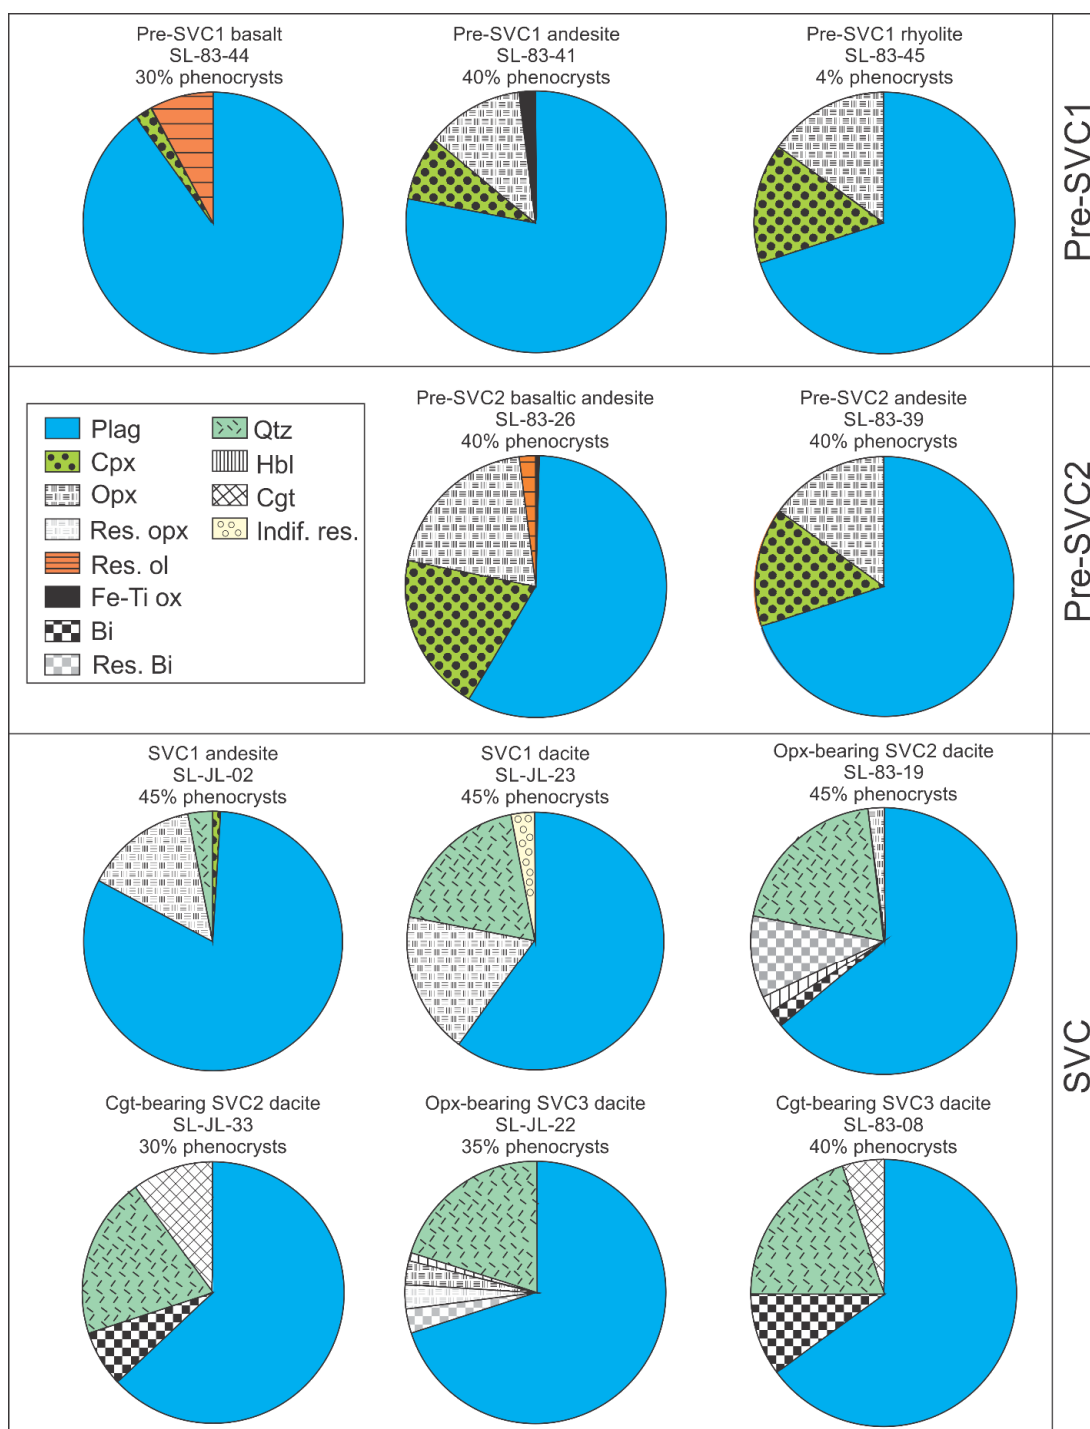 Pre-SVC1 basalt
SL-83-44
30% phenocrysts
Pre-SVC1 andesite
SL-83-41
40% phenocrysts
Pre-SVC1 rhyolite
SL-83-45
4% phenocrysts
Pre-SVC1
Pre-SVC2 basaltic andesite
SL-83-26
40% phenocrysts
Pre-SVC2 andesite
SL-83-39
40% phenocrysts
Pre-SVC2
Plag
Cpx
Opx
Res. opx
Res. ol
Fe-Ti ox
Bi
Res. Bi
Qtz
Hbl
Cgt
Indif. res.
SVC1 andesite
SL-JL-02
45% phenocrysts
SVC1 dacite
SL-JL-23
45% phenocrysts
Opx-bearing SVC2 dacite
SL-83-19
45% phenocrysts
SVC
Cgt-bearing SVC2 dacite
SL-JL-33
30% phenocrysts
Opx-bearing SVC3 dacite
SL-JL-22
35% phenocrysts
Cgt-bearing SVC3 dacite
SL-83-08
40% phenocrysts